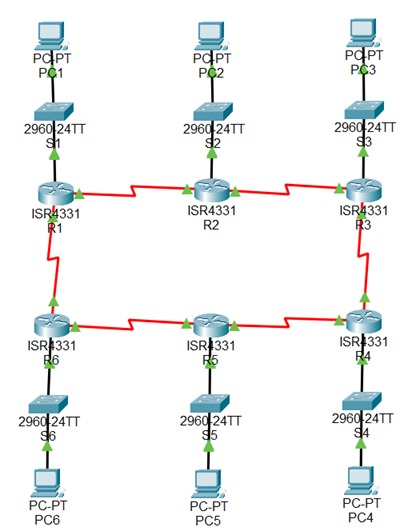 PC-PT
PC1
PC-PT
PC2
PC-PT
PC3
2960-24TT
S1
2960-24TT
S2
2960-24TT
S3
ISR4331
R1
ISR4331
R2
ISR4331
R3
ISR4331
R6
ISR4331
R5
ISR4331
R4
2960-24TT
S6
2960-24TT
S5
2960-24TT
S4
PC-PT
PC6
PC-PT
PC5
PC-PT
PC4